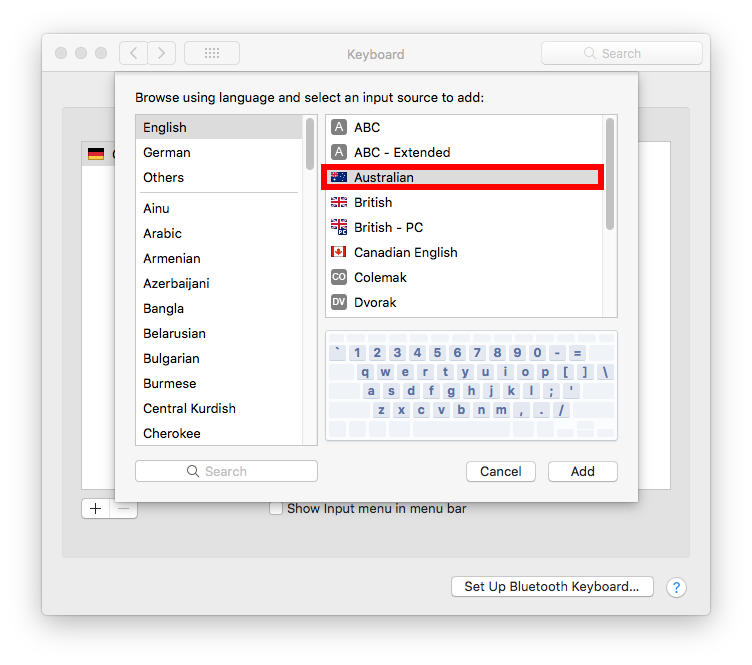 Keyboard
Search
Browse using language and select an input source to add:
English
German
Others
Ainu
Arabic
Armenian
Azerbaijani
Bangla
Belarusian
Bulgarian
Burmese
Central Kurdish
Cherokee
A ABC
A ABC - Extended
Australian
British
PC British - PC
Canadian English
CO Colemak
DV Dvorak
` 1 2 3 4 5 6 7 8 9 0 - =
q w e r t y u i o p [ ] \
a s d f g h j k l ; '
z x c v b n m , . /
Search
Cancel
Add
+ −
Show Input menu in menu bar
Set Up Bluetooth Keyboard...
?